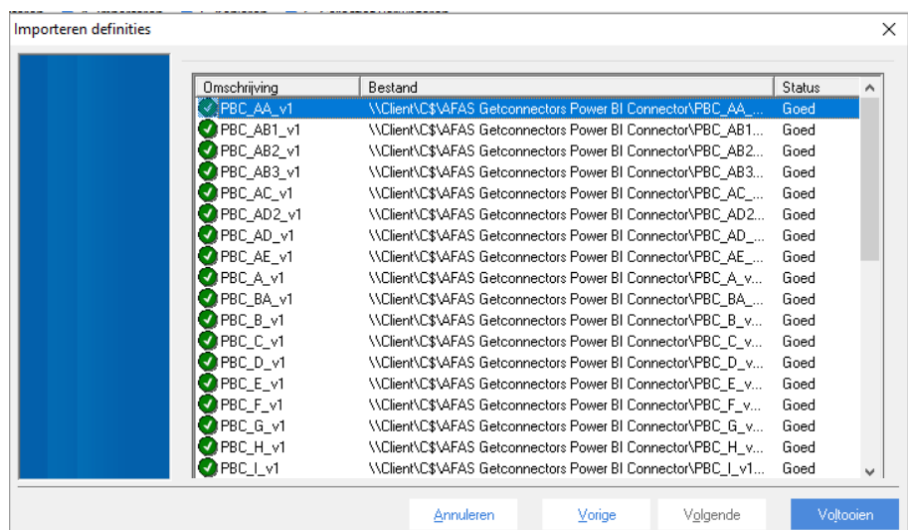 Importeren definities
Omschrijving Bestand Status
PBC_AA_v1 \\Client\C$\AFAS Getconnectors Power BI Connector\PBC_AA_... Goed
PBC_AB1_v1 \\Client\C$\AFAS Getconnectors Power BI Connector\PBC_AB1... Goed
PBC_AB2_v1 \\Client\C$\AFAS Getconnectors Power BI Connector\PBC_AB2... Goed
PBC_AB3_v1 \\Client\C$\AFAS Getconnectors Power BI Connector\PBC_AB3... Goed
PBC_AC_v1 \\Client\C$\AFAS Getconnectors Power BI Connector\PBC_AC_... Goed
PBC_AD2_v1 \\Client\C$\AFAS Getconnectors Power BI Connector\PBC_AD2... Goed
PBC_AD_v1 \\Client\C$\AFAS Getconnectors Power BI Connector\PBC_AD_... Goed
PBC_AE_v1 \\Client\C$\AFAS Getconnectors Power BI Connector\PBC_AE_... Goed
PBC_A_v1 \\Client\C$\AFAS Getconnectors Power BI Connector\PBC_A_v... Goed
PBC_BA_v1 \\Client\C$\AFAS Getconnectors Power BI Connector\PBC_BA_... Goed
PBC_B_v1 \\Client\C$\AFAS Getconnectors Power BI Connector\PBC_B_v... Goed
PBC_C_v1 \\Client\C$\AFAS Getconnectors Power BI Connector\PBC_C_v... Goed
PBC_D_v1 \\Client\C$\AFAS Getconnectors Power BI Connector\PBC_D_v... Goed
PBC_E_v1 \\Client\C$\AFAS Getconnectors Power BI Connector\PBC_E_v... Goed
PBC_F_v1 \\Client\C$\AFAS Getconnectors Power BI Connector\PBC_F_v... Goed
PBC_G_v1 \\Client\C$\AFAS Getconnectors Power BI Connector\PBC_G_v... Goed
PBC_H_v1 \\Client\C$\AFAS Getconnectors Power BI Connector\PBC_H_v... Goed
PBC_I_v1 \\Client\C$\AFAS Getconnectors Power BI Connector\PBC_I_v1... Goed
Annuleren Vorige Volgende Voltooien